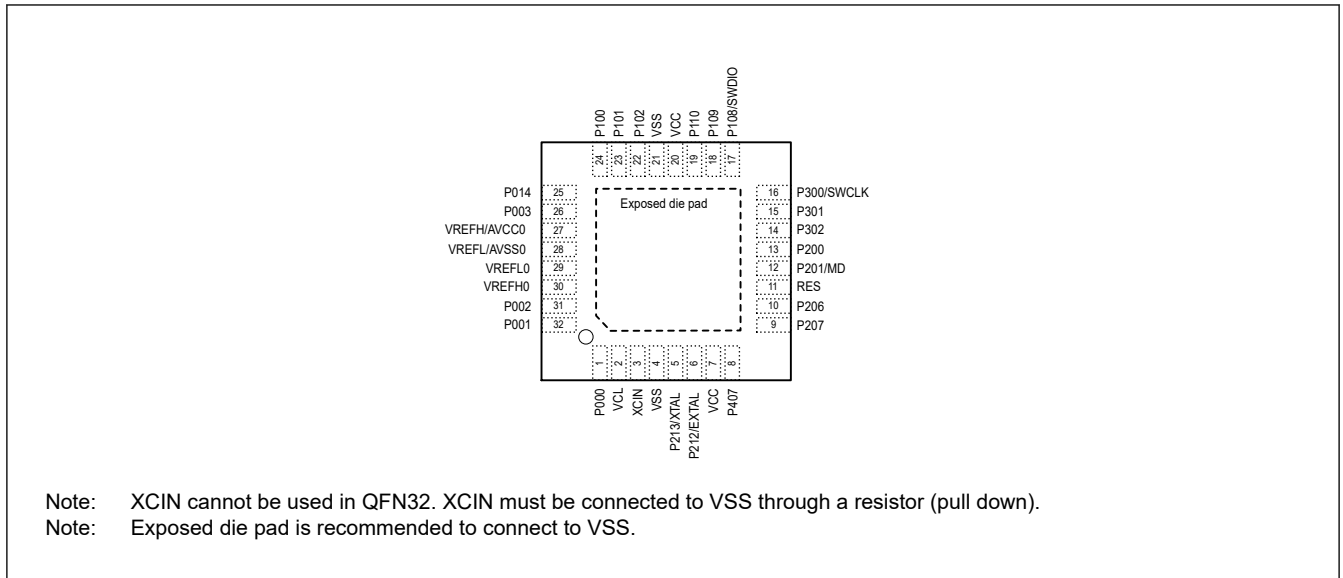 P100
P101
P102
VSS
VCC
P110
P109
P108/SWDIO
24
23
22
21
20
19
18
17
P014 25
P003 26
VREFH/AVCC0 27
VREFL/AVSS0 28
VREFL0 29
VREFH0 30
P002 31
P001 32
Exposed die pad
16 P300/SWCLK
15 P301
14 P302
13 P200
12 P201/MD
11 RES
10 P206
9 P207
1
2
3
4
5
6
7
8
P000
VCL
XCIN
VSS
P213/XTAL
P212/EXTAL
VCC
P407
Note: XCIN cannot be used in QFN32. XCIN must be connected to VSS through a resistor (pull down).
Note: Exposed die pad is recommended to connect to VSS.